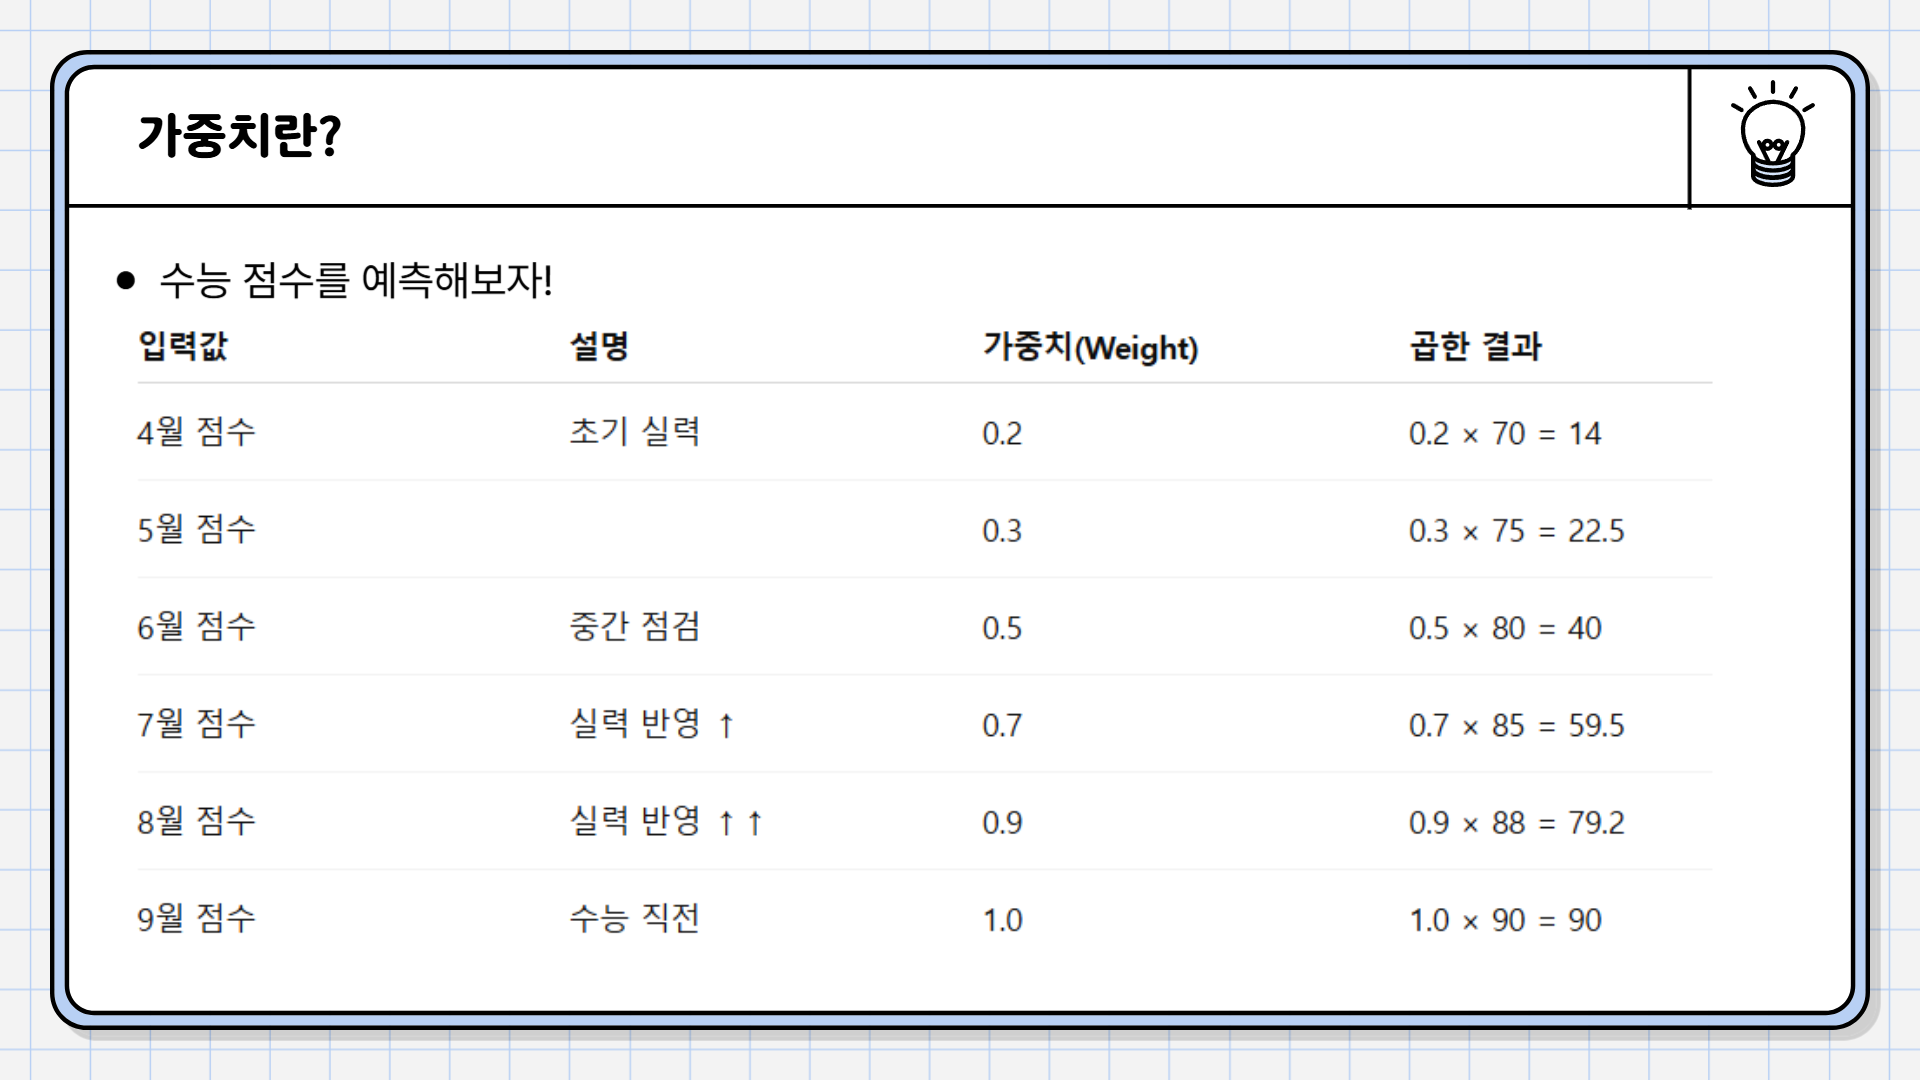 가중치란?
• 수능 점수를 예측해보자!
입력값 설명 가중치(Weight) 곱한 결과
4월 점수 초기 실력 0.2 0.2 × 70 = 14
5월 점수 0.3 0.3 × 75 = 22.5
6월 점수 중간 점검 0.5 0.5 × 80 = 40
7월 점수 실력 반영 ↑ 0.7 0.7 × 85 = 59.5
8월 점수 실력 반영 ↑ ↑ 0.9 0.9 × 88 = 79.2
9월 점수 수능 직전 1.0 1.0 × 90 = 90